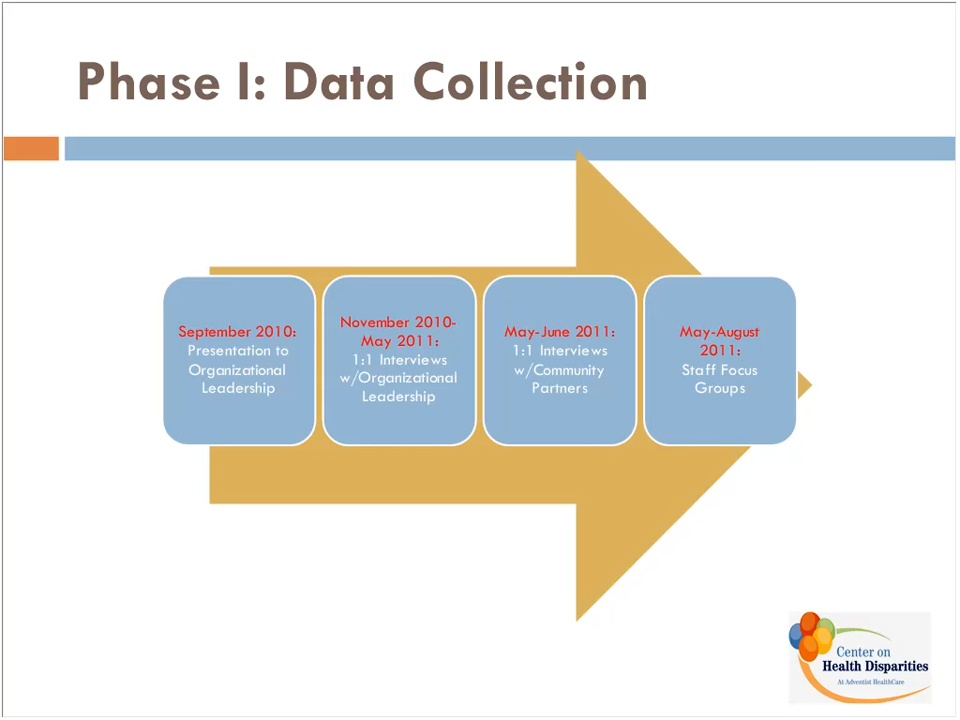 Phase I: Data Collection
September 2010:
Presentation to
Organizational
Leadership
November 2010-
May 2011:
1:1 Interviews
w/Organizational
Leadership
May-June 2011:
1:1 Interviews
w/Community
Partners
May-August
2011:
Staff Focus
Groups
Center on
Health Disparities
At Adventist HealthCare